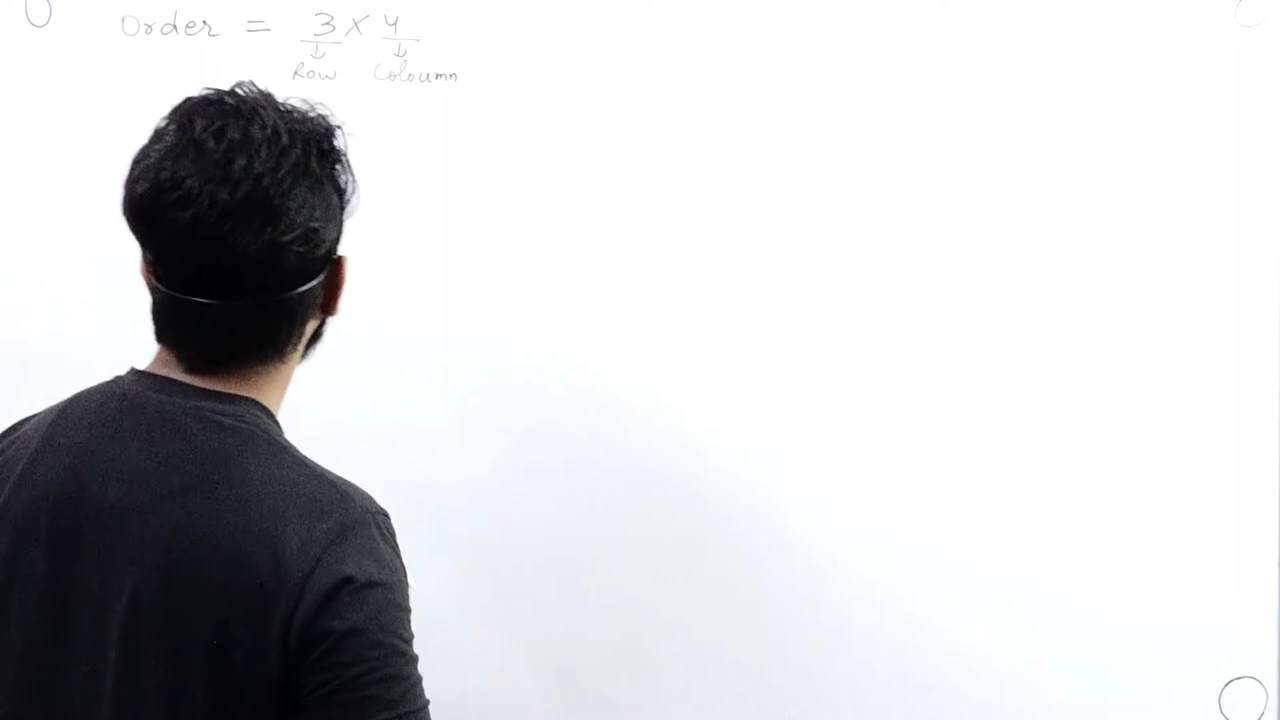 Order = 3 × 4
↓ ↓
Row Coloumn